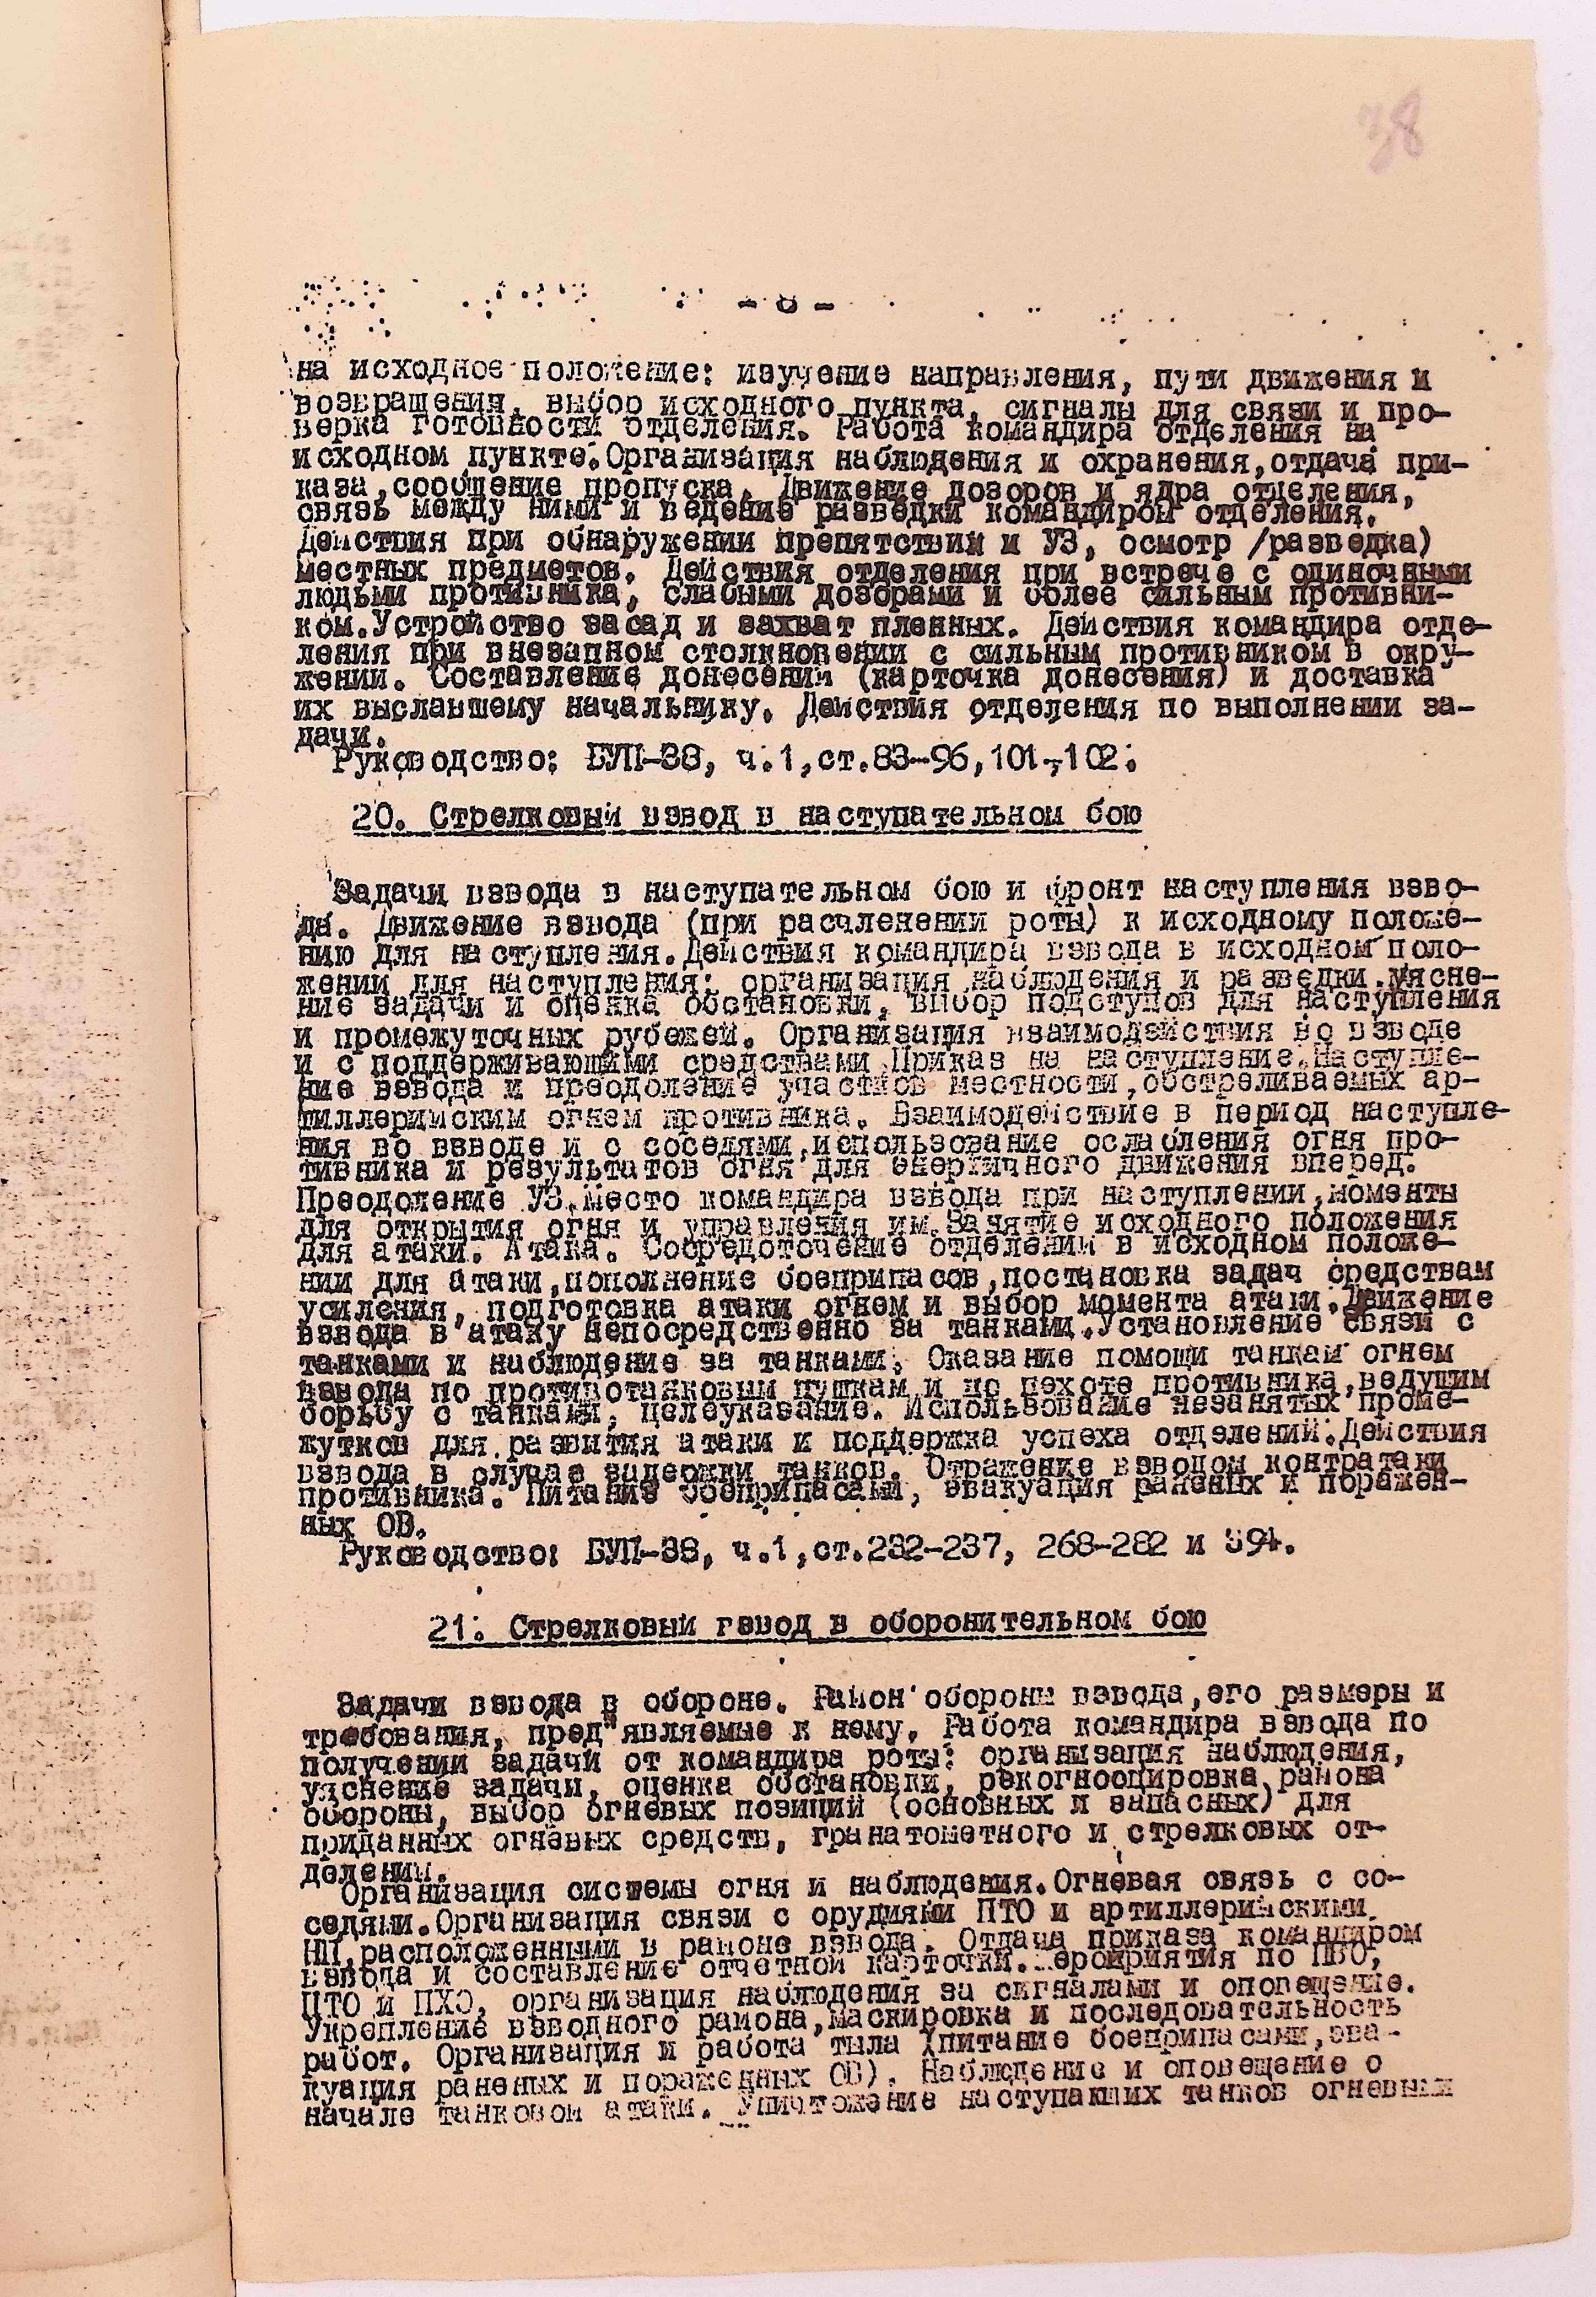 38
на исходное положение: изучение направления, пути движения и
возвращения, выбор исходного пункта, сигналы для связи и про-
верка готовности отделения. Работа командира отделения на
исходном пункте. Организация наблюдения и охранения, отдача при-
каза, сообщение пропуска. Движение дозоров и ядра отделения,
связь между ними и ведение разведки командиром отделения.
Действия при обнаружении препятствий и УЗ, осмотр /разведка)
местных предметов. Действия отделения при встрече с одиночными
людьми противника, слабыми дозорами и более сильным противни-
ком. Устройство засад и захват пленных. Действия командира отде-
ления при внезапном столкновении с сильным противником в окру-
жении. Составление донесений (карточка донесения) и доставка
их выславшему начальнику. Действия отделения по выполнении за-
дачи.
Руководство: БУП-38, ч.1, ст.83-96, 101-102.
20. Стрелковый взвод в наступательном бою
Задачи взвода в наступательном бою и фронт наступления взво-
да. Движение взвода (при расчленении роты) к исходному положе-
нию для наступления. Действия командира взвода в исходном поло-
жении для наступления: организация наблюдения и разведки, уясне-
ние задачи и оценка обстановки, выбор подступов для наступления
и промежуточных рубежей. Организация взаимодействия во взводе
и с поддерживающими средствами. Приказ на наступление. Наступле-
ние взвода и преодоление участков местности, обстреливаемых ар-
тиллерийским огнем противника. Взаимодействие в период наступле-
ния во взводе и с соседями, использование ослабления огня про-
тивника и результатов огня для энергичного движения вперед.
Преодоление УЗ. Место командира взвода при наступлении, моменты
для открытия огня и управления им. Занятие исходного положения
для атаки. Атака. Сосредоточение отделений в исходном положе-
нии для атаки, пополнение боеприпасов, постановка задач средствам
усиления, подготовка атаки огнем и выбор момента атаки. Движение
взвода в атаку непосредственно за танками. Установление связи с
танками и наблюдение за танками. Оказание помощи танкам огнем
взвода по противотанковым пушкам и по пехоте противника, ведущим
борьбу с танками, целеуказание. Использование незанятых проме-
жутков для развития атаки и поддержка успеха отделений. Действия
взвода в случае задержки танков. Отражение взводом контратаки
противника. Питание боеприпасами, эвакуация раненых и поражен-
ных ОВ.
Руководство: БУП-38, ч.1, ст.232-237, 268-282 и 594.
21. Стрелковый взвод в оборонительном бою
Задачи взвода в обороне. Район обороны взвода, его размеры и
требования, пред"являемые к нему. Работа командира взвода по
получении задачи от командира роты: организация наблюдения,
уяснение задачи, оценка обстановки, рекогносцировка района
обороны, выбор огневых позиций (основных и запасных) для
приданных огневых средств, гранатометного и стрелковых от-
делений.
Организация системы огня и наблюдения. Огневая связь с со-
седями. Организация связи с орудиями ПТО и артиллерийскими
НП, расположенными в районе взвода. Отдача приказа командиром
взвода и составление отчетной карточки. Мероприятия по ПВО,
ПТО и ПХО, организация наблюдения за сигналами и оповещение.
Укрепление взводного района, маскировка и последовательность
работ. Организация и работа тыла (питание боеприпасами, эва-
куация раненых и пораженных ОВ). Наблюдение и оповещение о
начале танковой атаки. Уничтожение наступающих танков огневыми